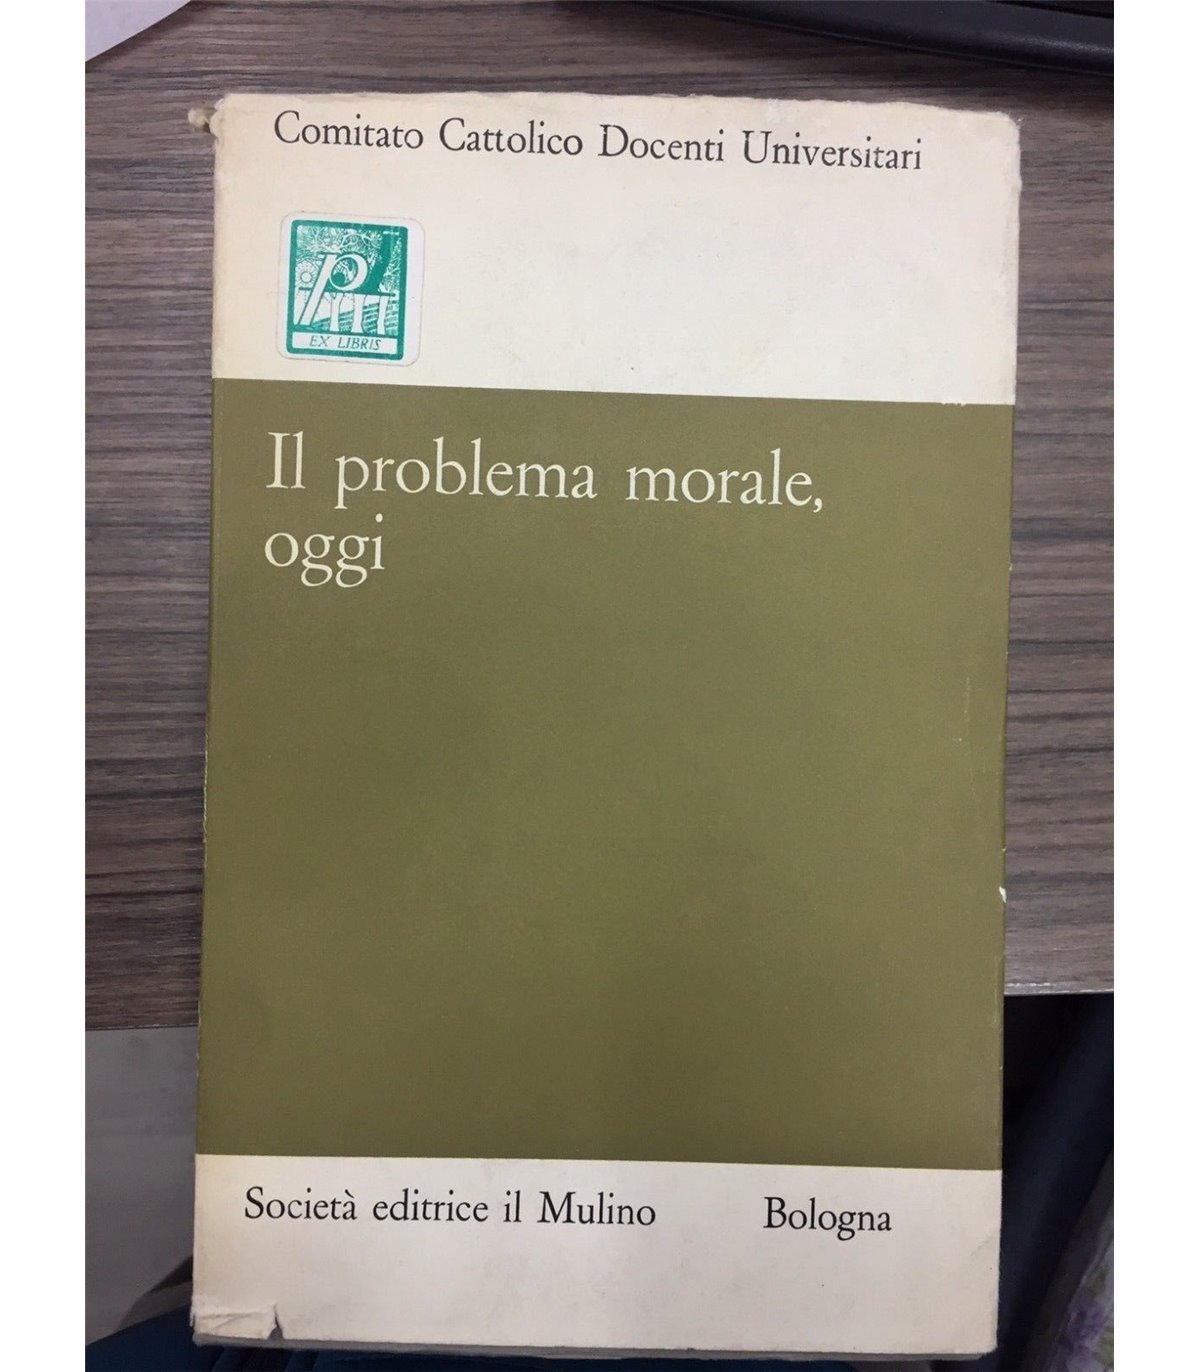 Comitato Cattolico Docenti Universitari
EX LIBRIS
Il problema morale,
oggi
Società editrice il Mulino Bologna